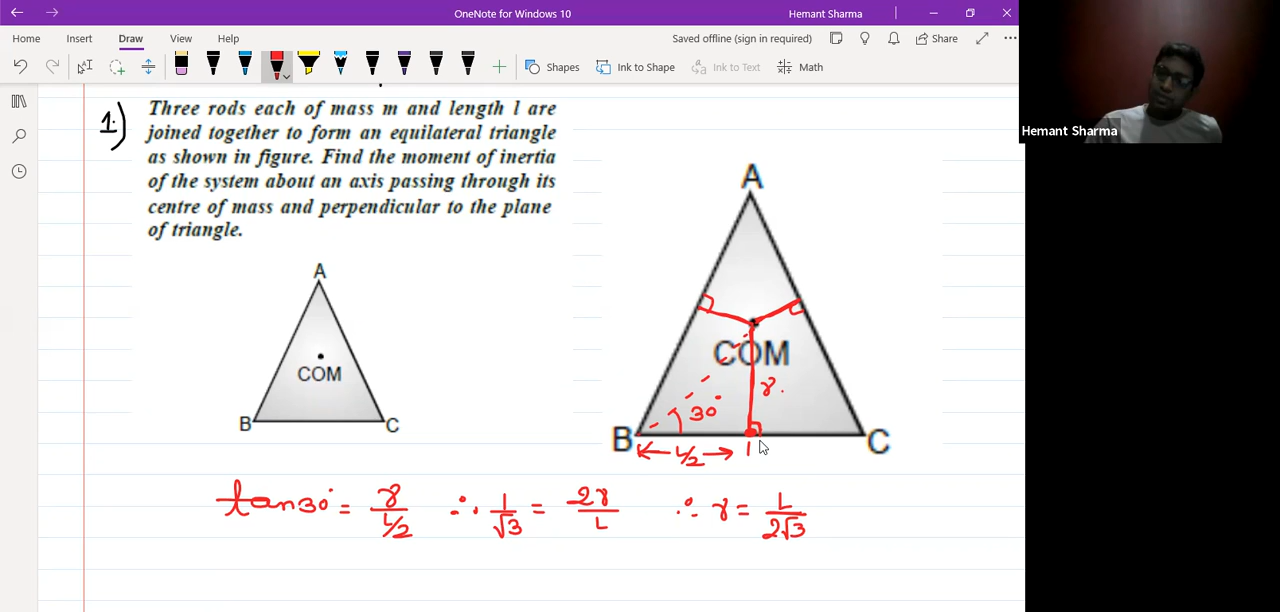 OneNote for Windows 10
Hemant Sharma
Home Insert Draw View Help
Saved offline (sign in required)
Share
Shapes
Ink to Shape
Ink to Text
Math
1.)
Three rods each of mass m and length l are
joined together to form an equilateral triangle
as shown in figure. Find the moment of inertia
of the system about an axis passing through its
centre of mass and perpendicular to the plane
of triangle.
A
COM
B
C
A
COM
r.
30°
B
C
L/2
tan30° = r/L/2 ∴ 1/√3 = 2r/L ∴ r = L/2√3
Hemant Sharma